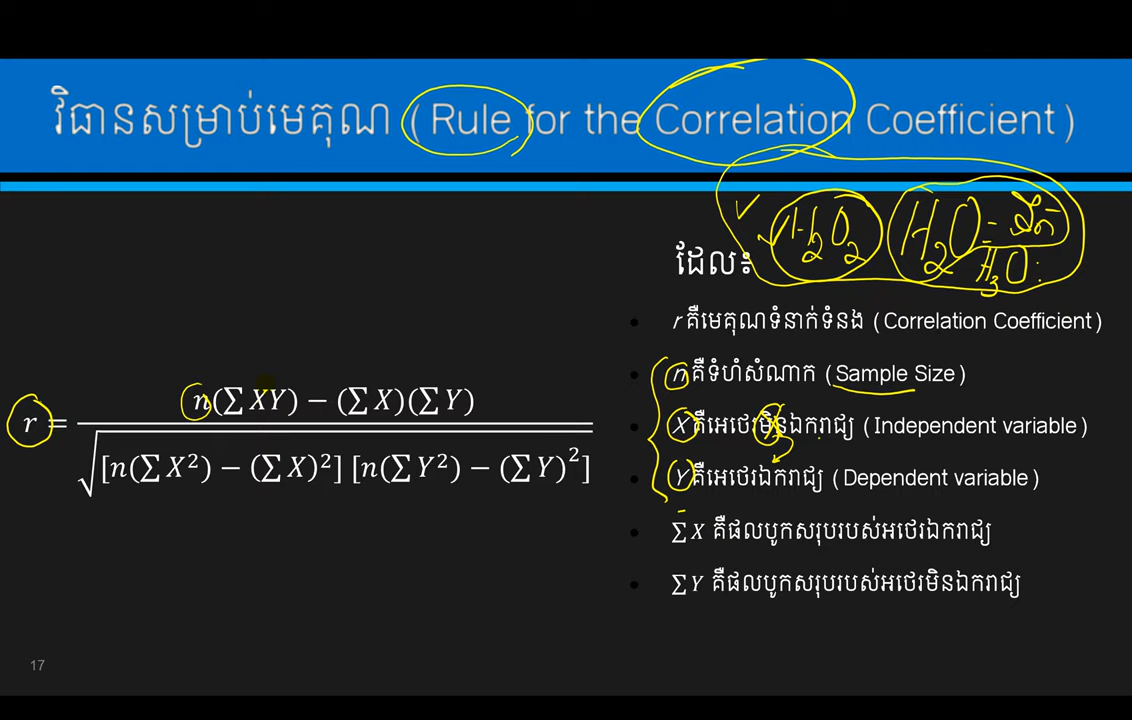 វិធានសម្រាប់មេគុណ (Rule for the Correlation Coefficient)
H₂O₂ H₂O =
H₃O :
ដែល៖
r គឺមេគុណទំនាក់ទំនង (Correlation Coefficient)
n គឺទំហំសំណាក (Sample Size)
X គឺអេថេរមិនឯករាជ្យ (Independent variable)
Y គឺអេថេរឯករាជ្យ (Dependent variable)
∑X គឺផលបូកសរុបរបស់អថេរឯករាជ្យ
∑Y គឺផលបូកសរុបរបស់អថេរមិនឯករាជ្យ
r = n(∑XY) − (∑X)(∑Y)
√[n(∑X²) − (∑X)²] [n(∑Y²) − (∑Y)²]
17